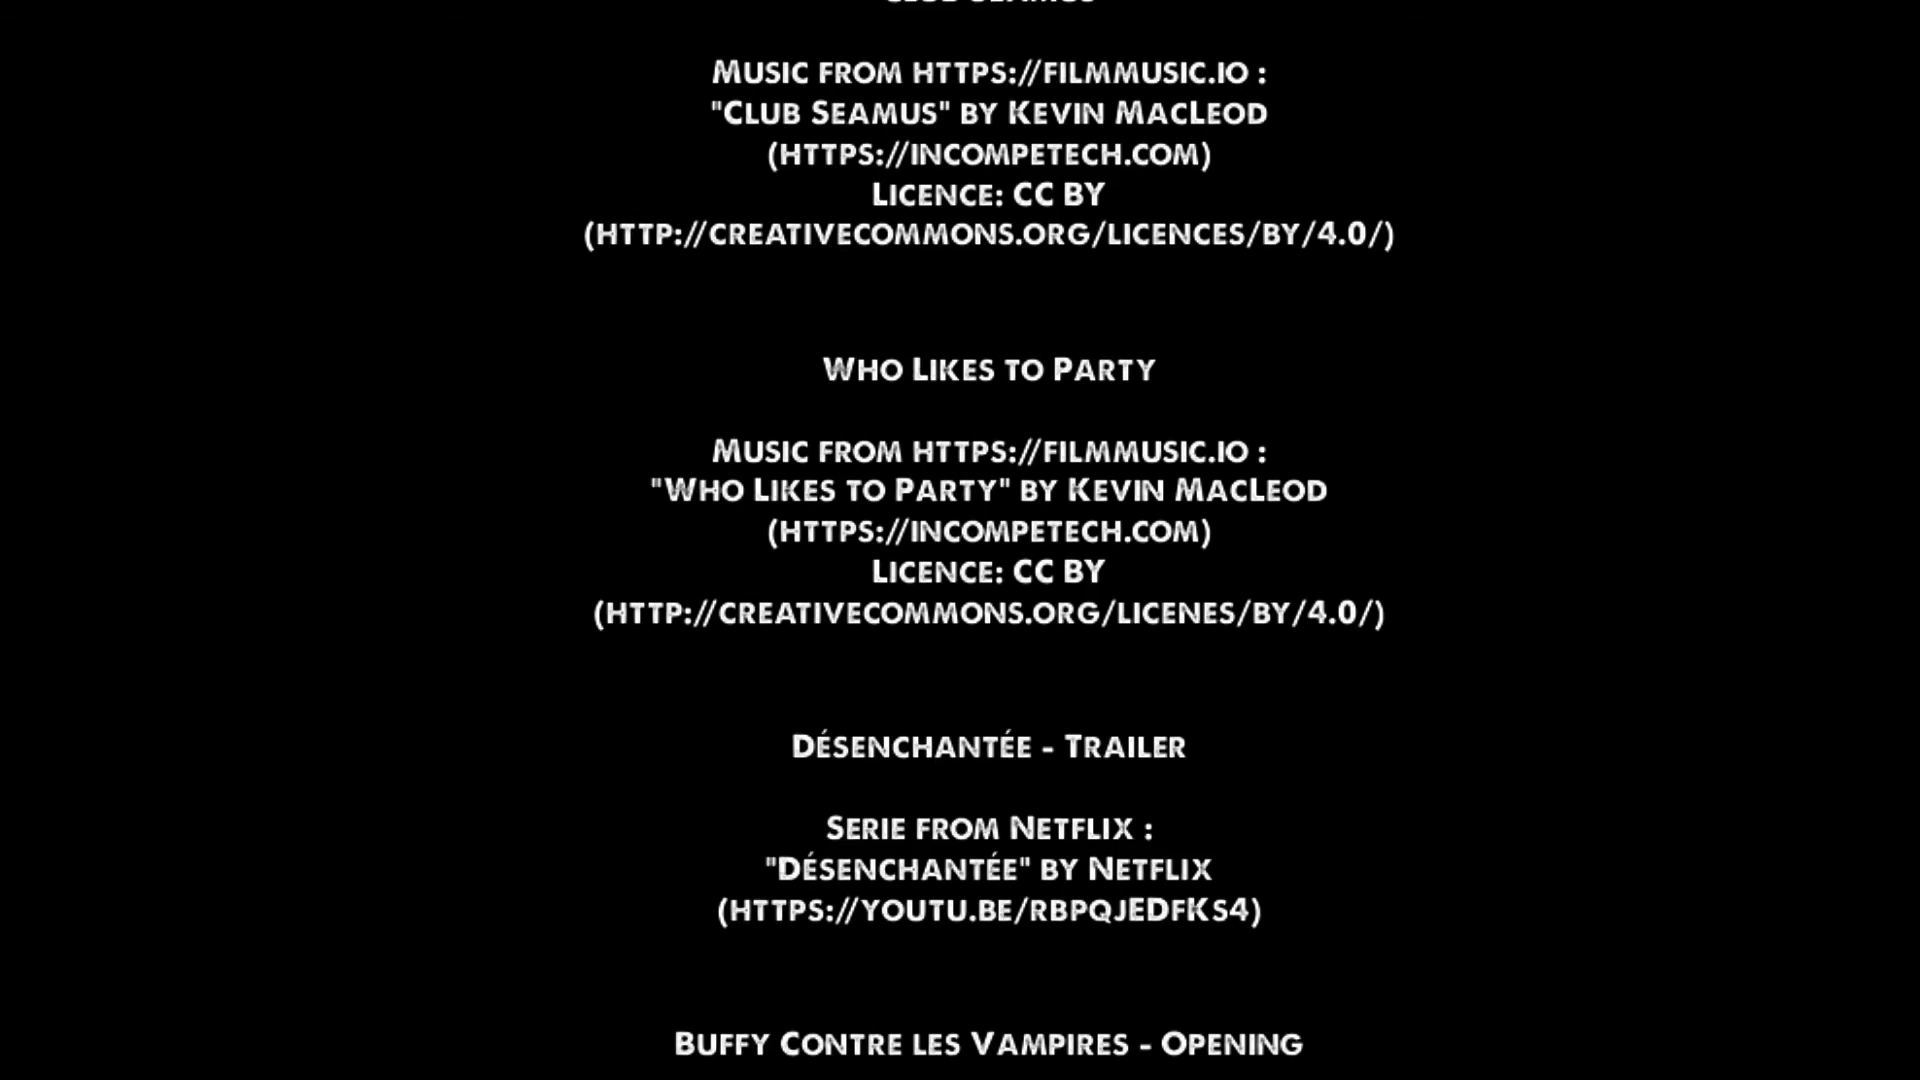 Club Seamus
Music from https://filmmusic.io :
"Club Seamus" by Kevin MacLeod
(https://incompetech.com)
Licence: CC BY
(http://creativecommons.org/licences/by/4.0/)
Who Likes to Party
Music from https://filmmusic.io :
"Who Likes to Party" by Kevin MacLeod
(https://incompetech.com)
Licence: CC BY
(http://creativecommons.org/licenes/by/4.0/)
Désenchantée - Trailer
Serie from Netflix :
"Désenchantée" by Netflix
(https://youtu.be/rbpqjEDfKs4)
Buffy Contre les Vampires - Opening